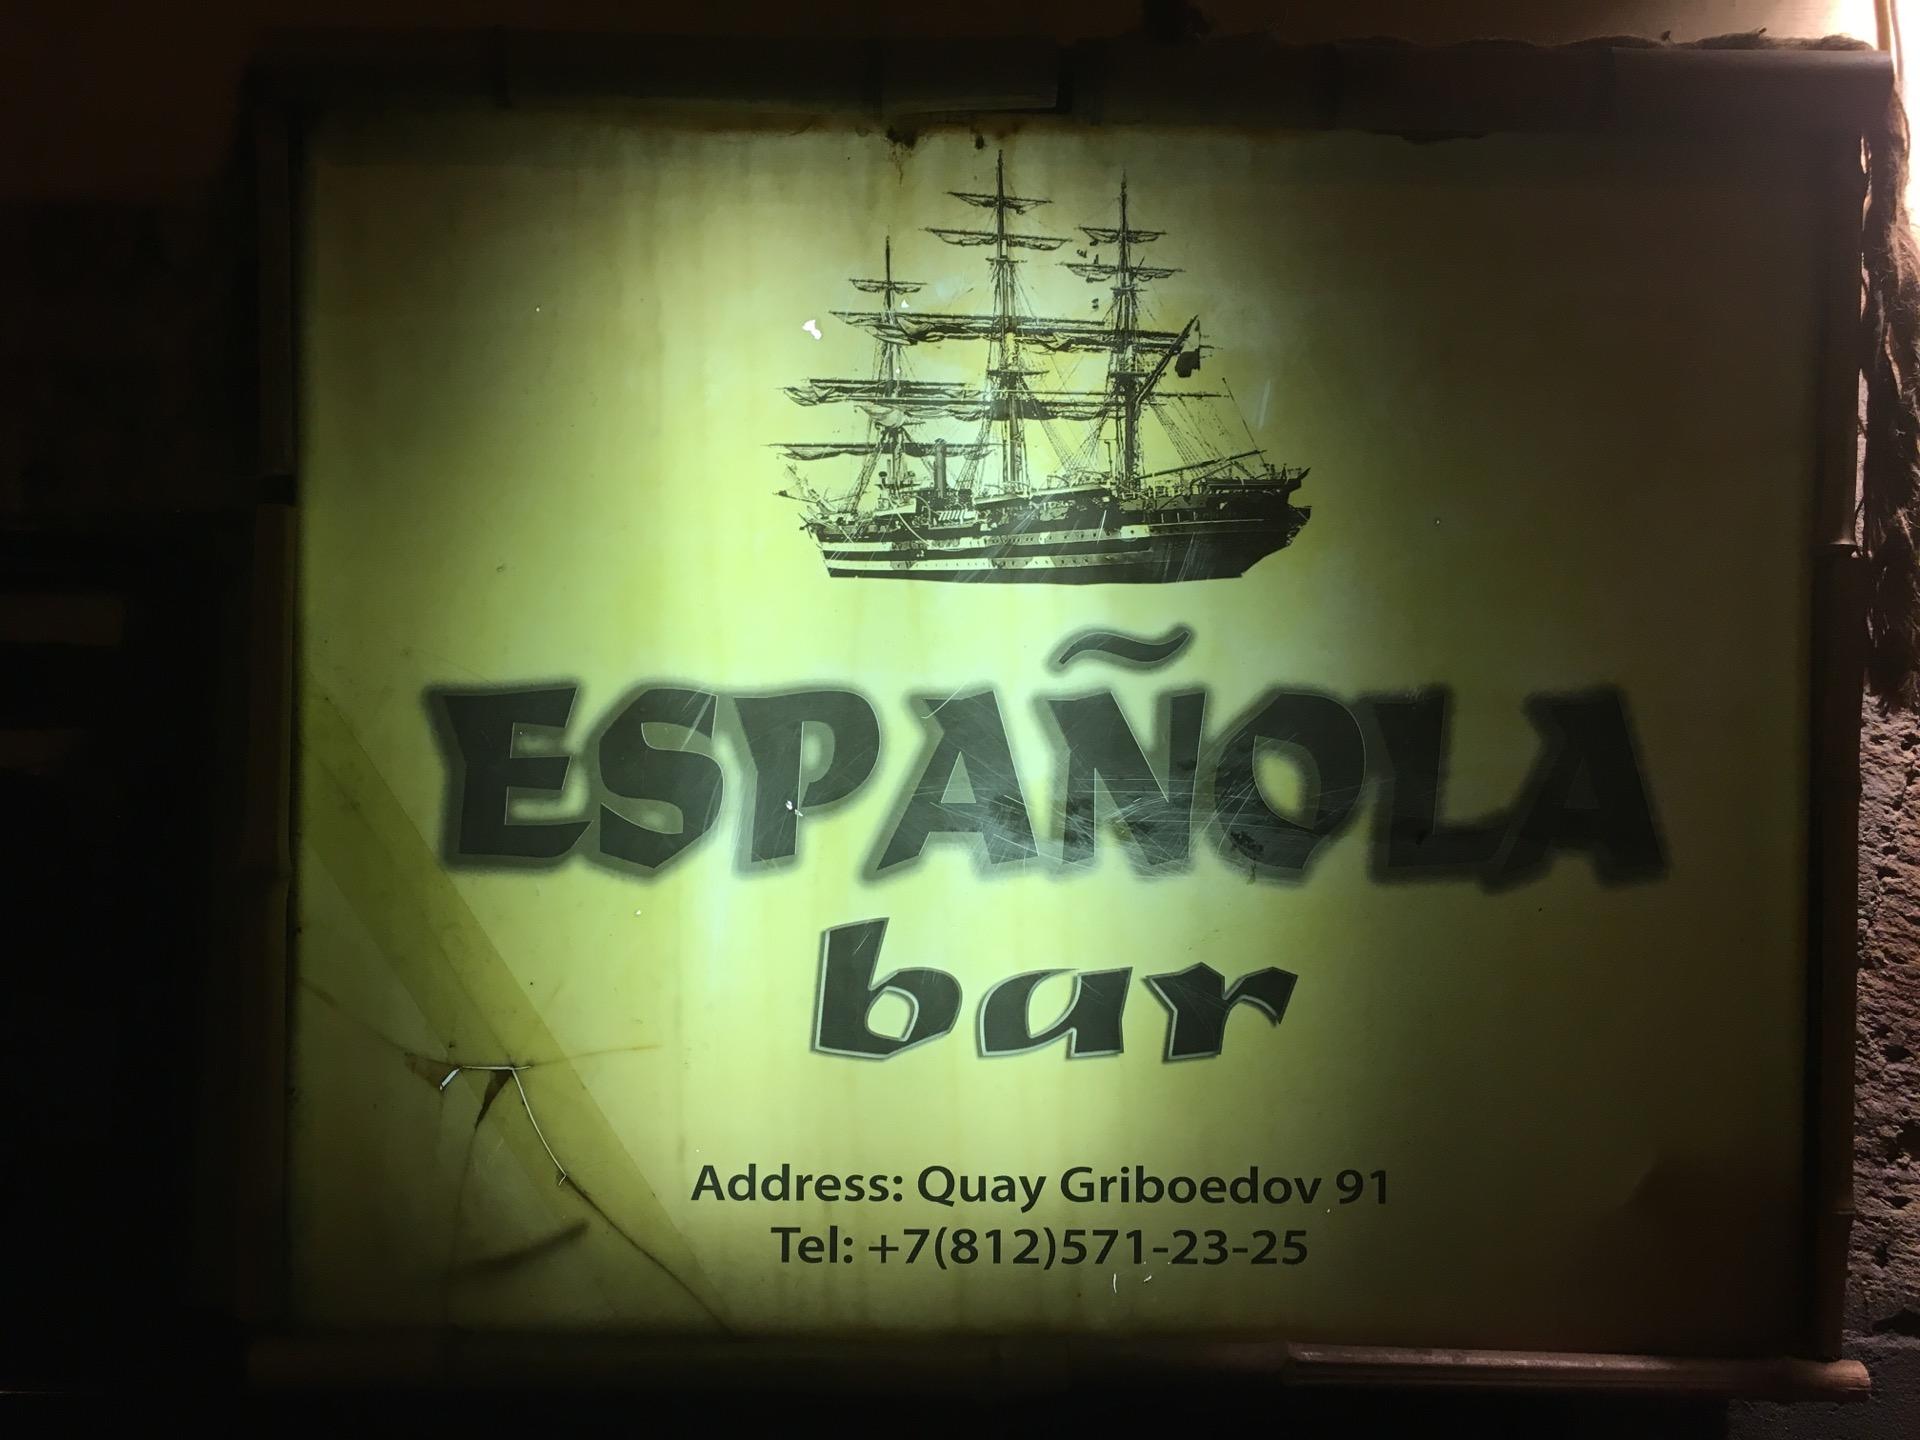 ESPAÑOLA
bar
Address: Quay Griboedov 91
Tel: +7(812)571-23-25